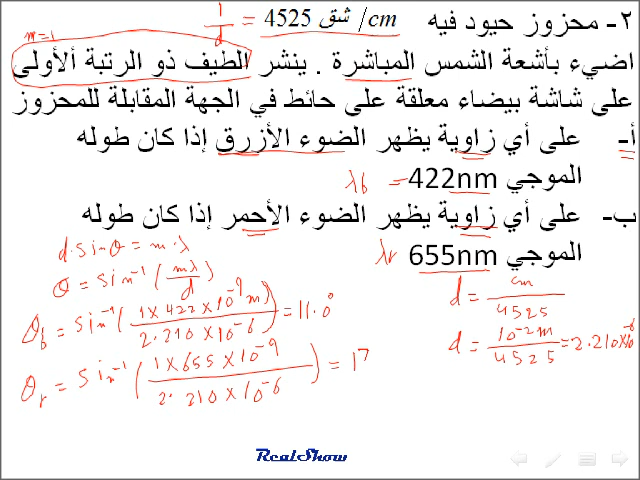 ٢- محزوز حيود فيه 4525 شق /cm = 1/d
m=1
اضيء بأشعة الشمس المباشرة . ينشر الطيف ذو الرتبة ألأولى
على شاشة بيضاء معلقة على حائط في الجهة المقابلة للمحزوز
أ- على أي زاوية يظهر الضوء الأزرق إذا كان طوله
الموجي 422nm = λb
ب- على أي زاوية يظهر الضوء الأحمر إذا كان طوله
الموجي 655nm λr
d·sinθ = m·λ
θ = sin⁻¹(mλ/d)
θb = sin⁻¹(1×422×10⁻⁹m / 2.210×10⁻⁶) = 11.0°
θr = sin⁻¹(1×655×10⁻⁹ / 2.210×10⁻⁶) = 17
d = cm/4525
d = 10⁻²m/4525 = 2.210×10⁻⁶
RealShow